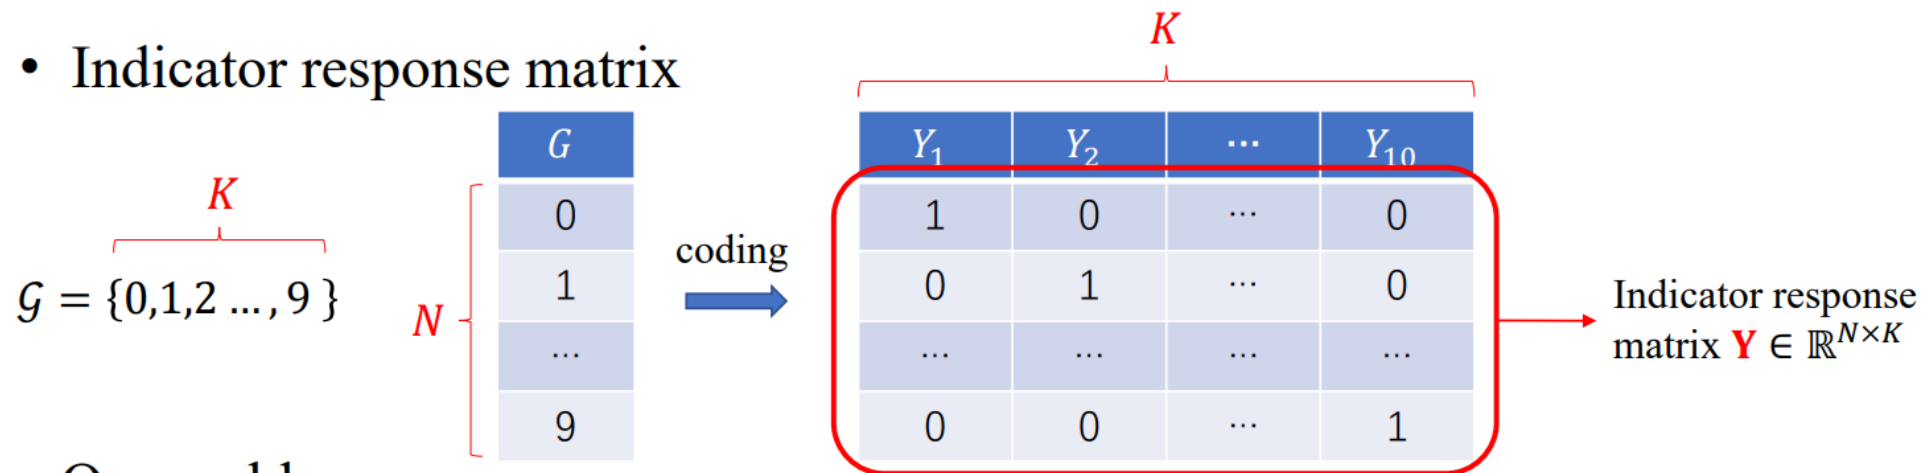 • Indicator response matrix
K
𝒢 = {0,1,2 …, 9 }
N
G
0
1
…
9
coding
K
Y₁ Y₂ … Y₁₀
1 0 … 0
0 1 … 0
… … … …
0 0 … 1
Indicator response
matrix Y ∈ ℝᴺˣᴷ